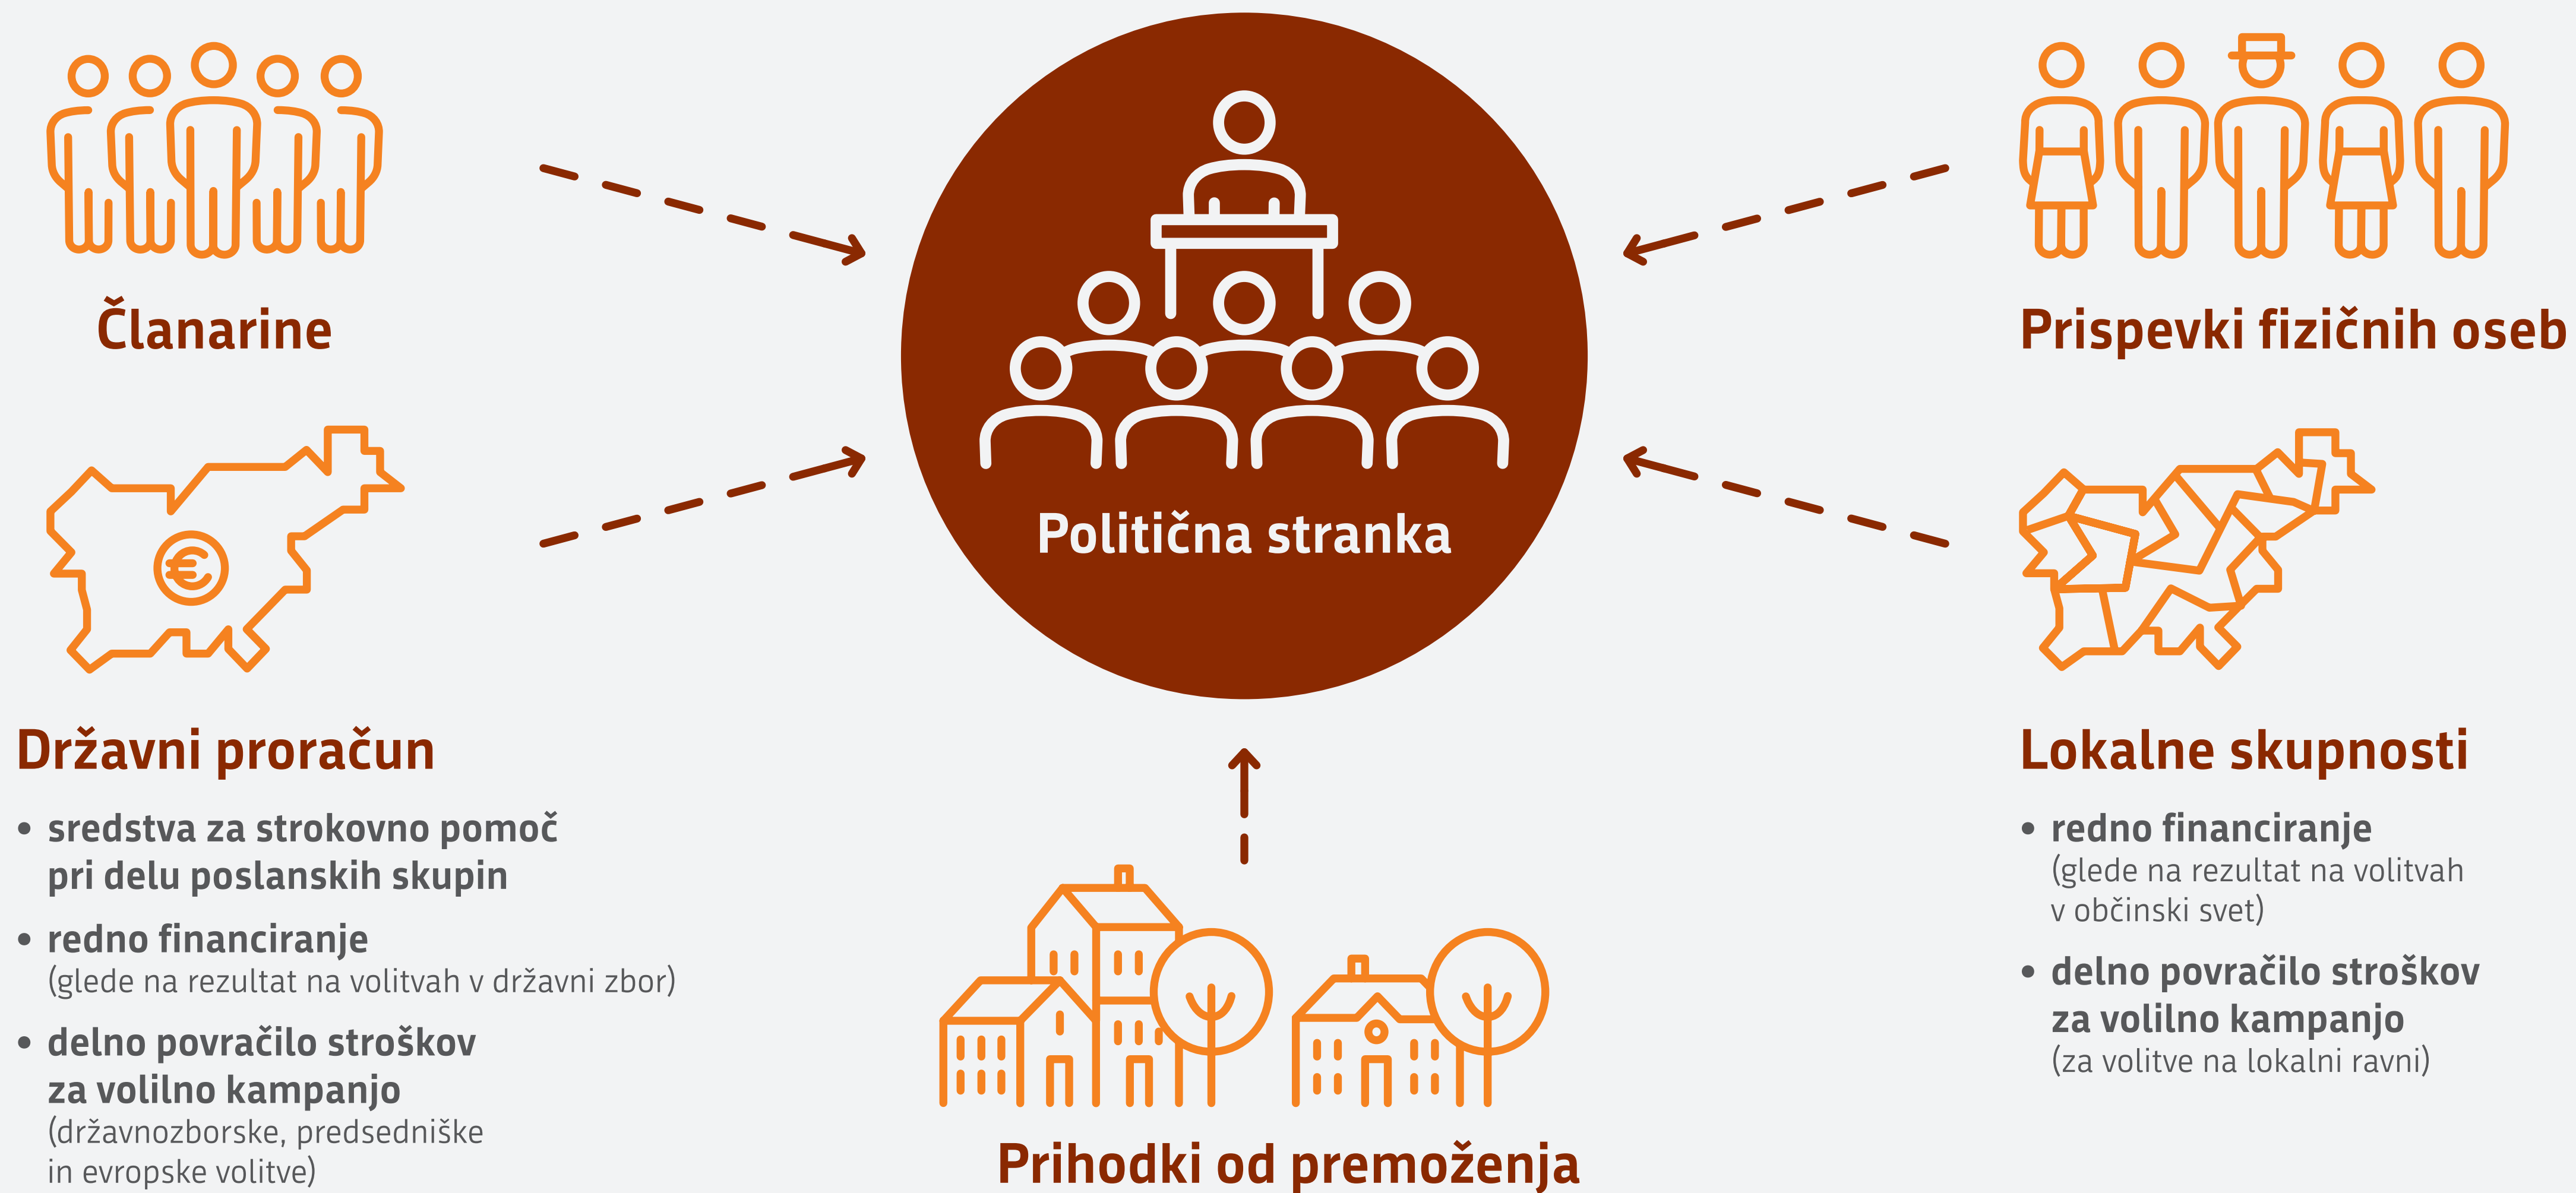 Članarine
Prispevki fizičnih oseb
Politična stranka
Državni proračun
• sredstva za strokovno pomoč
pri delu poslanskih skupin
• redno financiranje
(glede na rezultat na volitvah v državni zbor)
• delno povračilo stroškov
za volilno kampanjo
(državnozborske, predsedniške
in evropske volitve)
Prihodki od premoženja
Lokalne skupnosti
• redno financiranje
(glede na rezultat na volitvah
v občinski svet)
• delno povračilo stroškov
za volilno kampanjo
(za volitve na lokalni ravni)